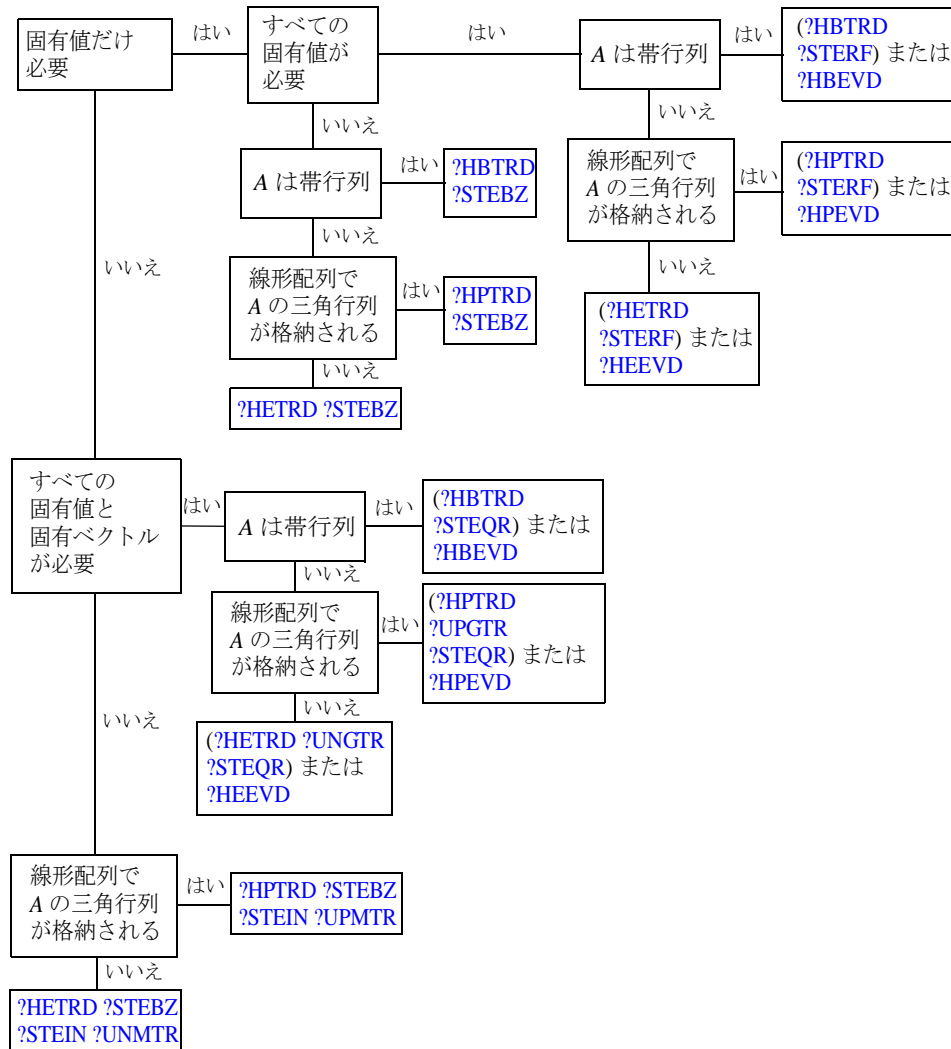 固有値だけ
必要
はい
すべての
固有値が
必要
はい
A は帯行列
はい
(?HBTRD
?STERF) または
?HBEVD
いいえ
いいえ
A は帯行列
はい
?HBTRD
?STEBZ
線形配列で
A の三角行列
が格納される
はい
(?HPTRD
?STERF) または
?HPEVD
いいえ
いいえ
いいえ
線形配列で
A の三角行列
が格納される
はい
?HPTRD
?STEBZ
(?HETRD
?STERF) または
?HEEVD
いいえ
?HETRD ?STEBZ
すべての
固有値と
固有ベクトル
が必要
はい
A は帯行列
はい
(?HBTRD
?STEQR) または
?HBEVD
いいえ
線形配列で
A の三角行列
が格納される
はい
(?HPTRD
?UPGTR
?STEQR) または
?HPEVD
いいえ
いいえ
(?HETRD ?UNGTR
?STEQR) または
?HEEVD
線形配列で
A の三角行列
が格納される
はい
?HPTRD ?STEBZ
?STEIN ?UPMTR
いいえ
?HETRD ?STEBZ
?STEIN ?UNMTR